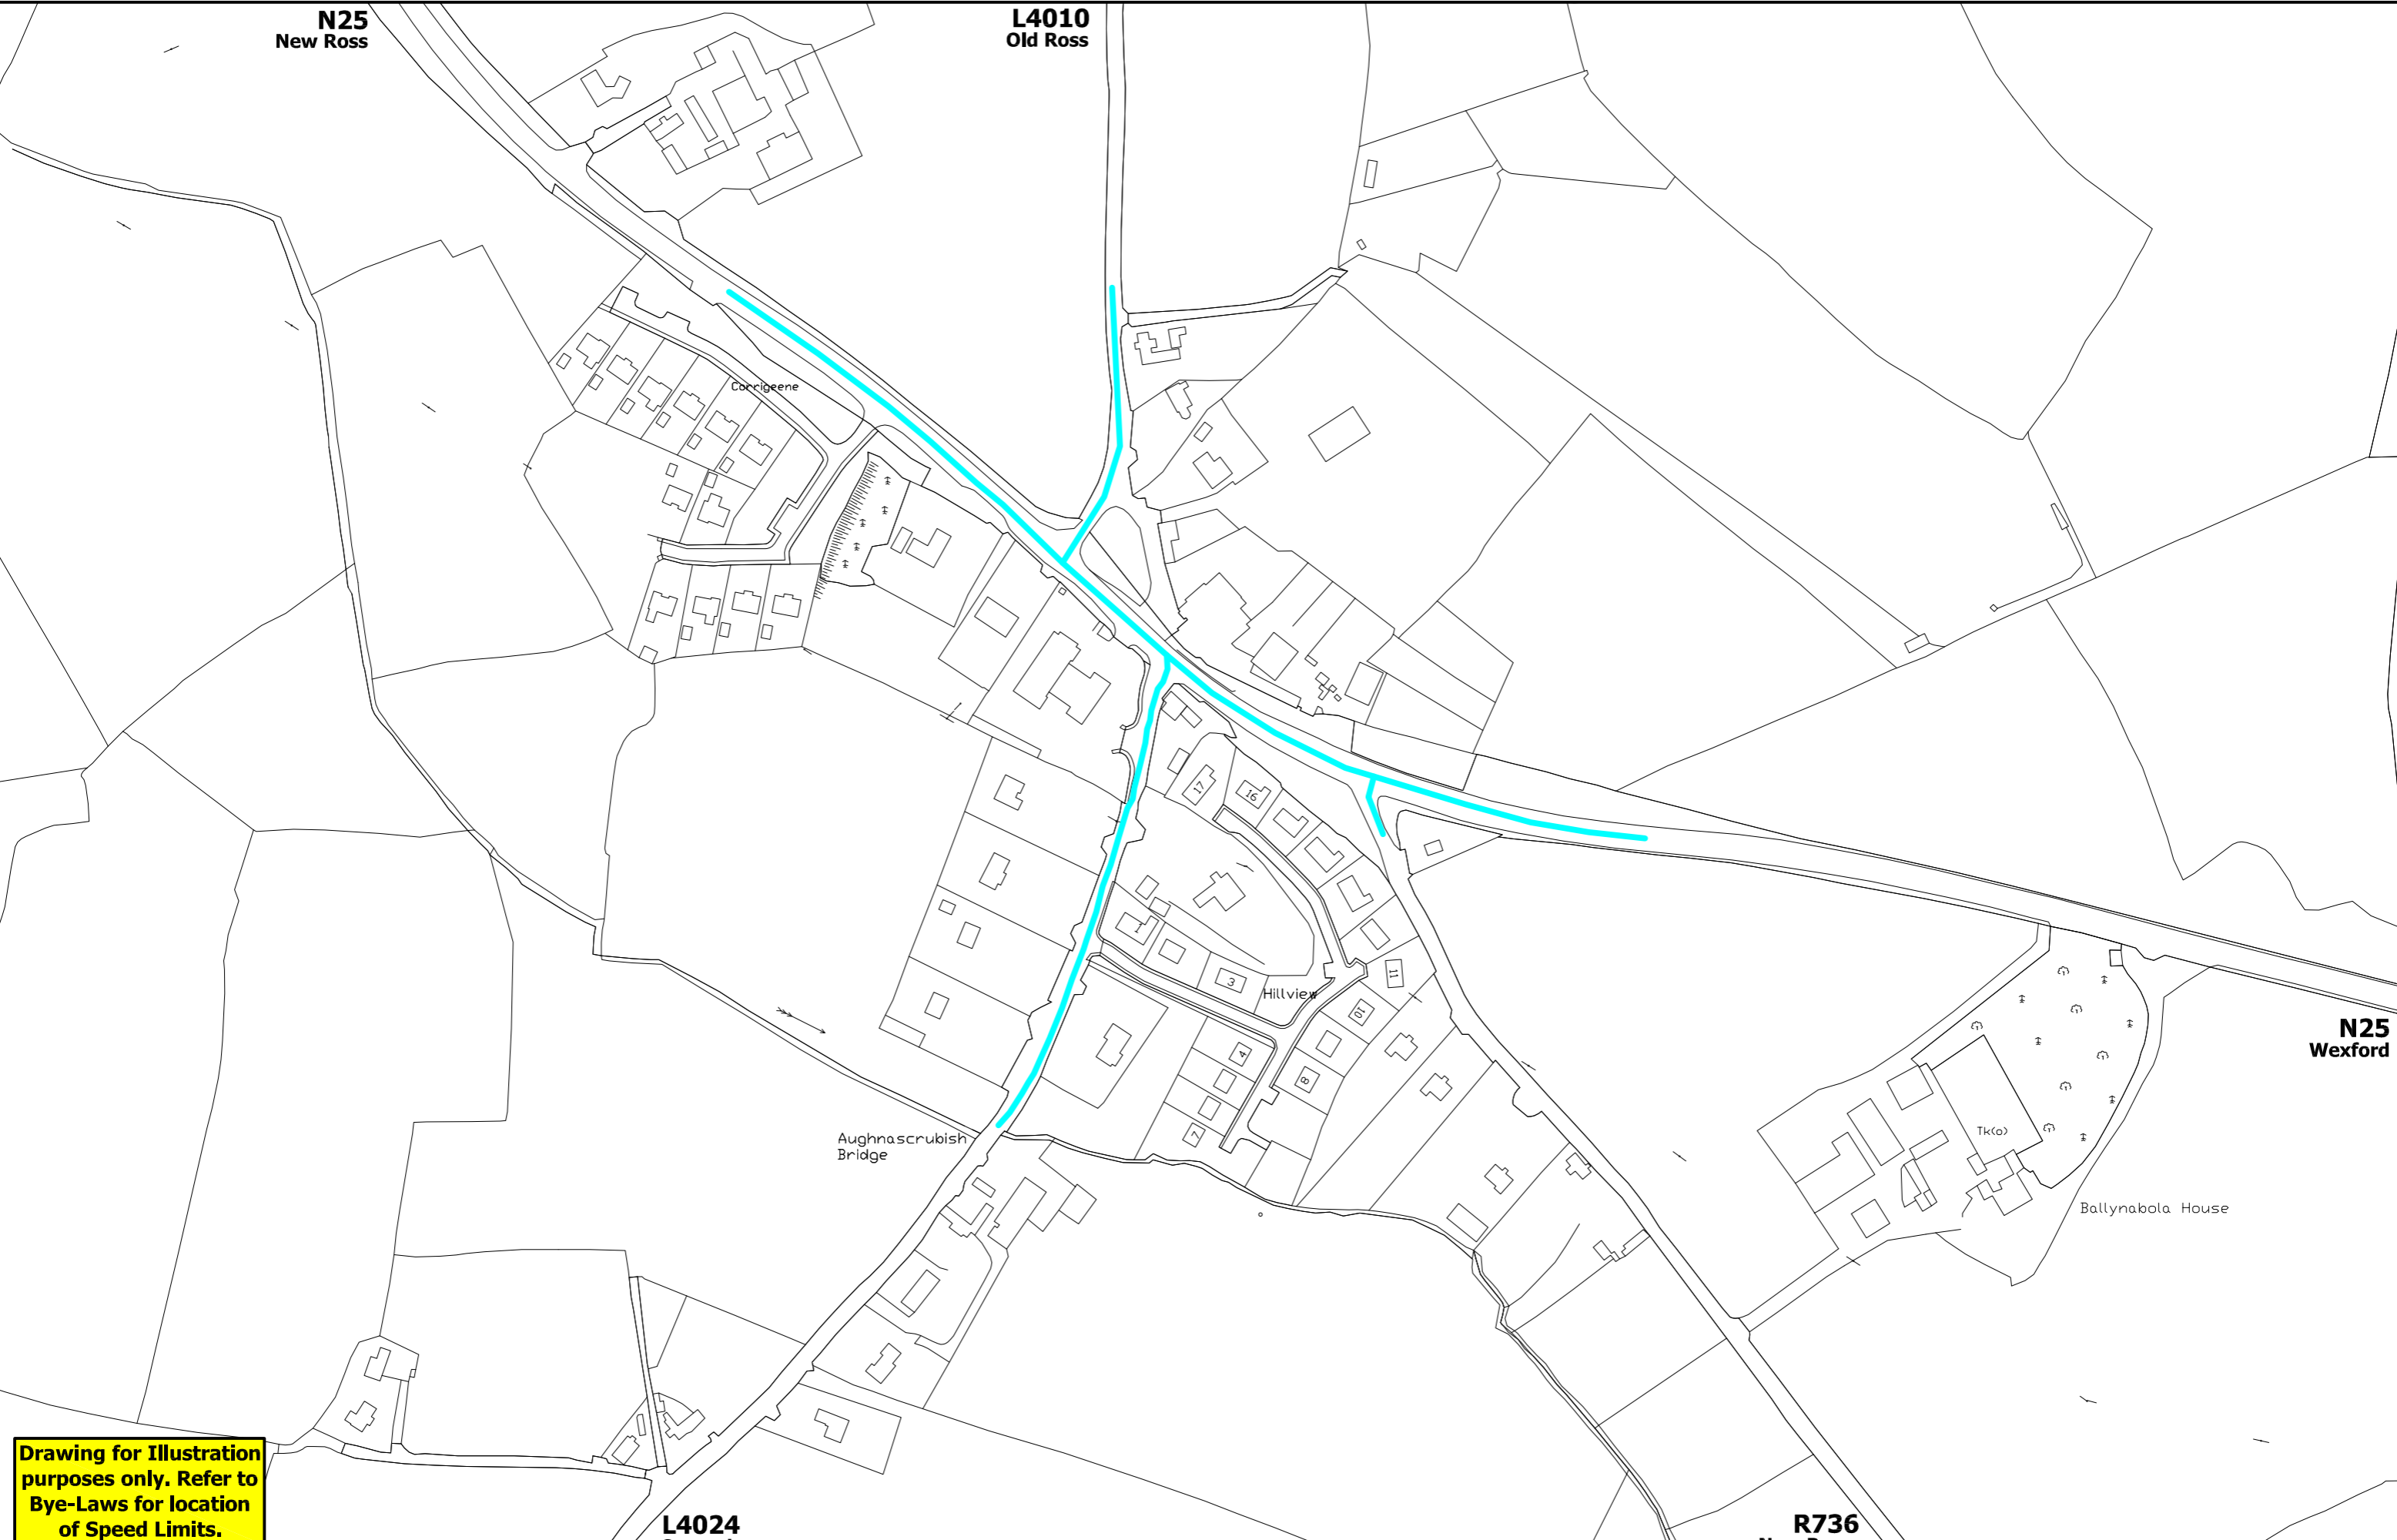 N25
New Ross
L4010
Old Ross
Carrigeene
17
16
1
3
Hillview
11
10
4
8
7
Aughnascrubish
Bridge
N25
Wexford
Tk(o)
Ballynabola House
Drawing for Illustration
purposes only. Refer to
Bye-Laws for location
of Speed Limits.
L4024
R736